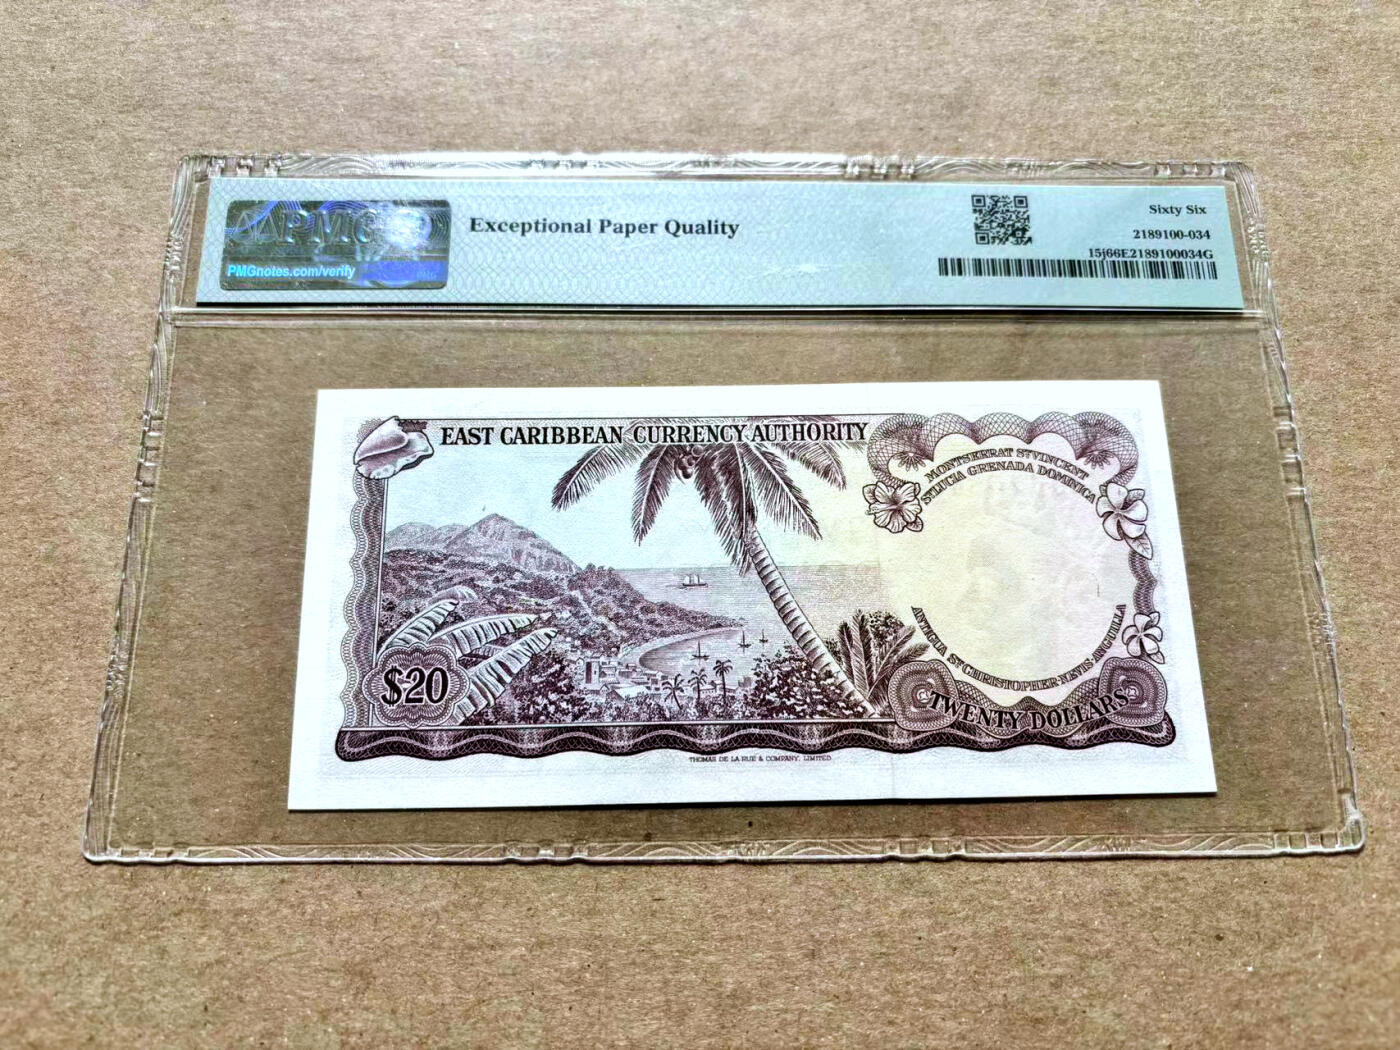 PMG
PMGnotes.com/verify
Exceptional Paper Quality
Sixty Six
2189100-034
15j66E2189100034G
EAST CARIBBEAN CURRENCY AUTHORITY
MONTSERRAT ST VINCENT
ST LUCIA GRENADA DOMINICA
ANTIGUA ST CHRISTOPHER-NEVIS-ANGUILLA
$20
TWENTY DOLLARS
THOMAS DE LA RUE & COMPANY, LIMITED